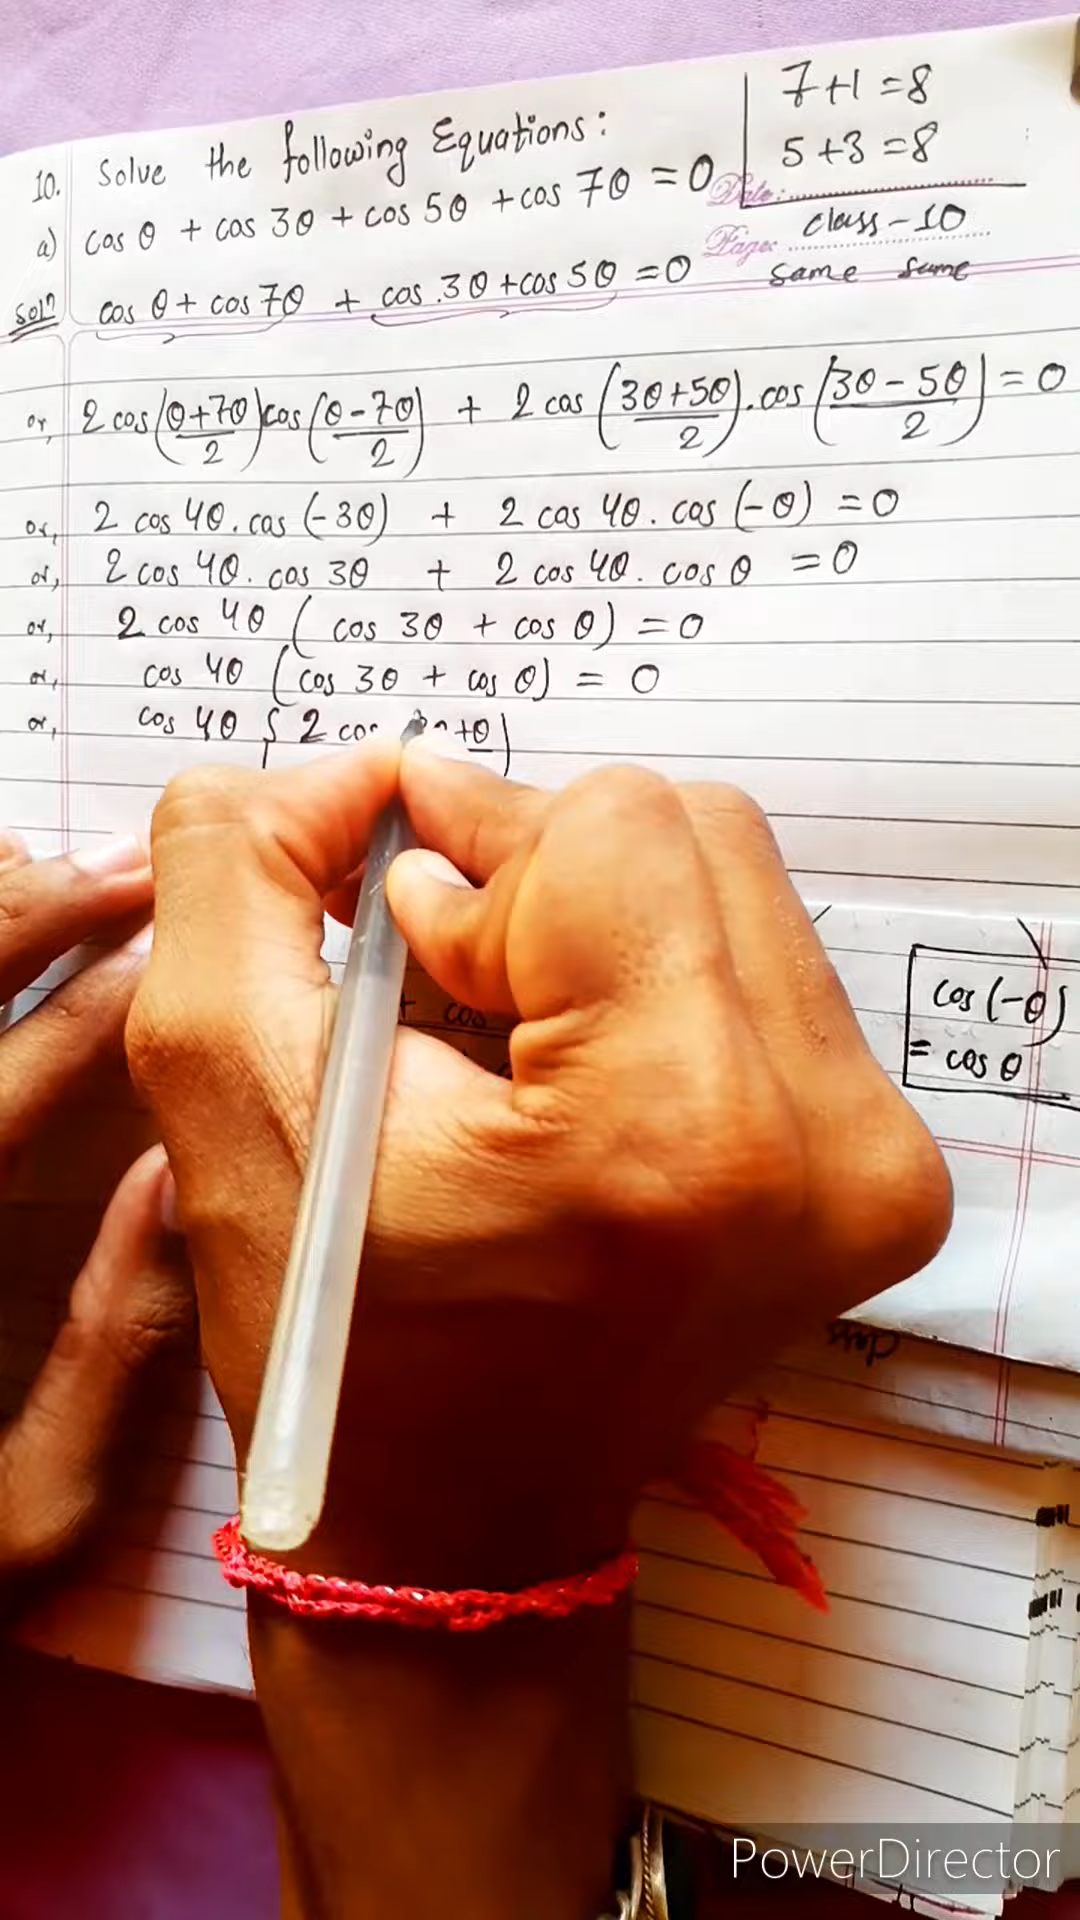 10. Solve the following Equations:
a) cos θ + cos 3θ + cos 5θ + cos 7θ = 0
7+1 = 8
5+3 = 8
Date:
Page:
class-10
same same
Solⁿ cos θ + cos 7θ + cos 3θ + cos 5θ = 0
or, 2 cos (θ+7θ/2) cos (θ-7θ/2) + 2 cos (3θ+5θ/2) . cos (3θ-5θ/2) = 0
or, 2 cos 4θ . cos (-3θ) + 2 cos 4θ . cos (-θ) = 0
or, 2 cos 4θ . cos 3θ + 2 cos 4θ . cos θ = 0
or, 2 cos 4θ ( cos 3θ + cos θ ) = 0
or, cos 4θ ( cos 3θ + cos θ ) = 0
or, cos 4θ { 2 cos +θ )
+ cos
cos (-θ)
= cos θ
class
PowerDirector